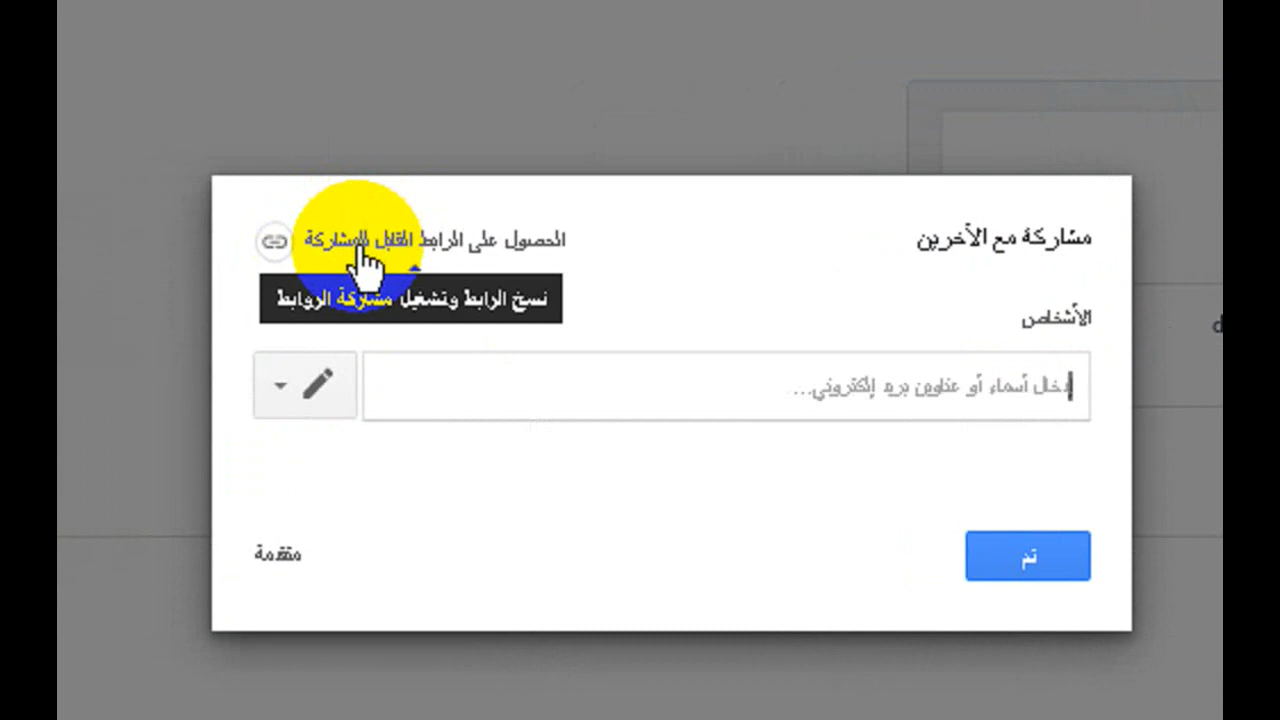 مشاركة مع الآخرين
الحصول على الرابط القابل للمشاركة
نسخ الرابط وتشغيل مشاركة الروابط
الأشخاص
إدخال أسماء أو عناوين بريد إلكتروني...
تم
متقدمة